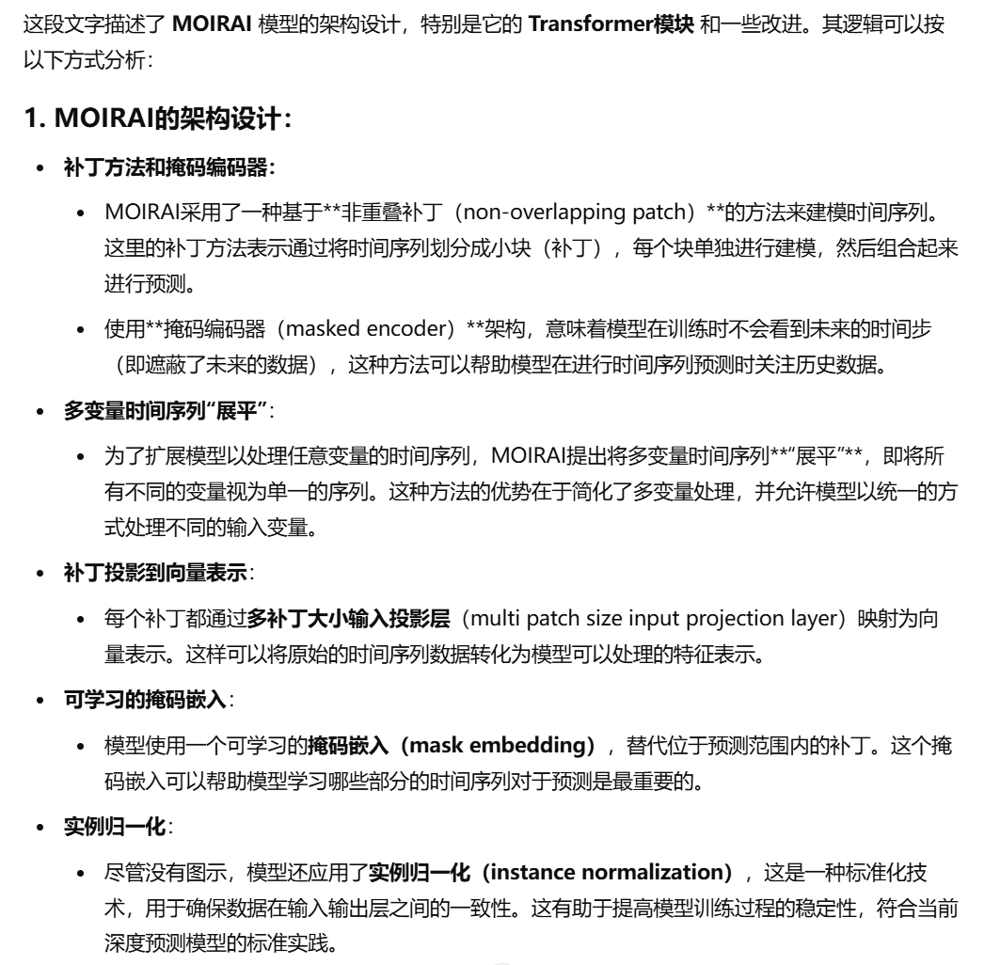 这段文字描述了 MOIRAI 模型的架构设计，特别是它的 Transformer模块 和一些改进。其逻辑可以按
以下方式分析：
1. MOIRAI的架构设计：
• 补丁方法和掩码编码器：
• MOIRAI采用了一种基于**非重叠补丁（non-overlapping patch）**的方法来建模时间序列。
这里的补丁方法表示通过将时间序列划分成小块（补丁），每个块单独进行建模，然后组合起来
进行预测。
• 使用**掩码编码器（masked encoder）**架构，意味着模型在训练时不会看到未来的时间步
（即遮蔽了未来的数据），这种方法可以帮助模型在进行时间序列预测时关注历史数据。
• 多变量时间序列“展平”：
• 为了扩展模型以处理任意变量的时间序列，MOIRAI提出将多变量时间序列**“展平”**，即将所
有不同的变量视为单一的序列。这种方法的优势在于简化了多变量处理，并允许模型以统一的方
式处理不同的输入变量。
• 补丁投影到向量表示：
• 每个补丁都通过多补丁大小输入投影层（multi patch size input projection layer）映射为向
量表示。这样可以将原始的时间序列数据转化为模型可以处理的特征表示。
• 可学习的掩码嵌入：
• 模型使用一个可学习的掩码嵌入（mask embedding），替代位于预测范围内的补丁。这个掩
码嵌入可以帮助模型学习哪些部分的时间序列对于预测是最重要的。
• 实例归一化：
• 尽管没有图示，模型还应用了实例归一化（instance normalization），这是一种标准化技
术，用于确保数据在输入输出层之间的一致性。这有助于提高模型训练过程的稳定性，符合当前
深度预测模型的标准实践。